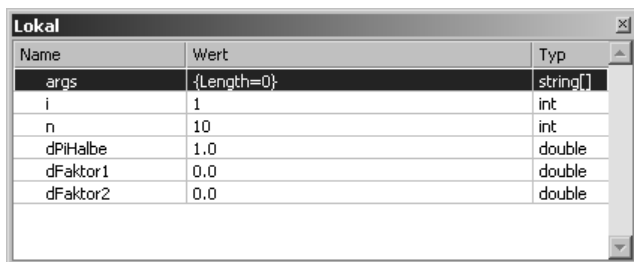 Lokal
Name Wert Typ
args {Length=0} string[]
i 1 int
n 10 int
dPiHalbe 1.0 double
dFaktor1 0.0 double
dFaktor2 0.0 double